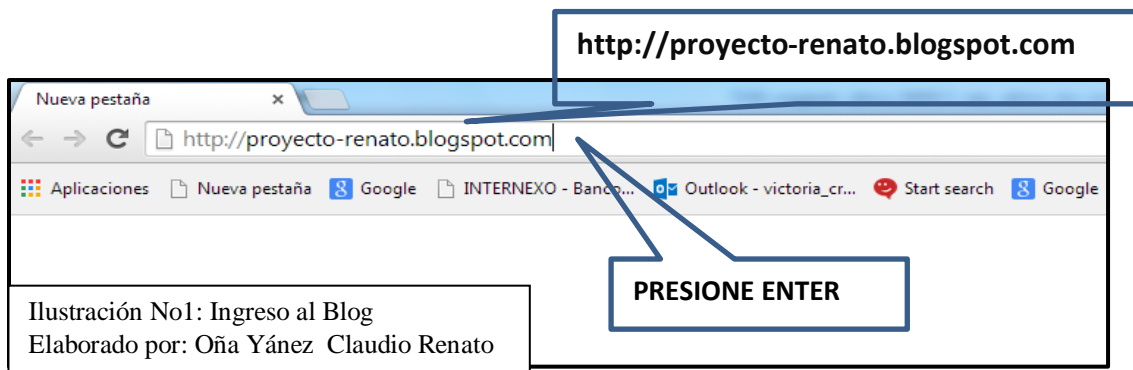 http://proyecto-renato.blogspot.com
Nueva pestaña
http://proyecto-renato.blogspot.com
Aplicaciones Nueva pestaña Google INTERNEXO - Banco... Outlook - victoria_cr... Start search Google
PRESIONE ENTER
Ilustración No1: Ingreso al Blog
Elaborado por: Oña Yánez Claudio Renato